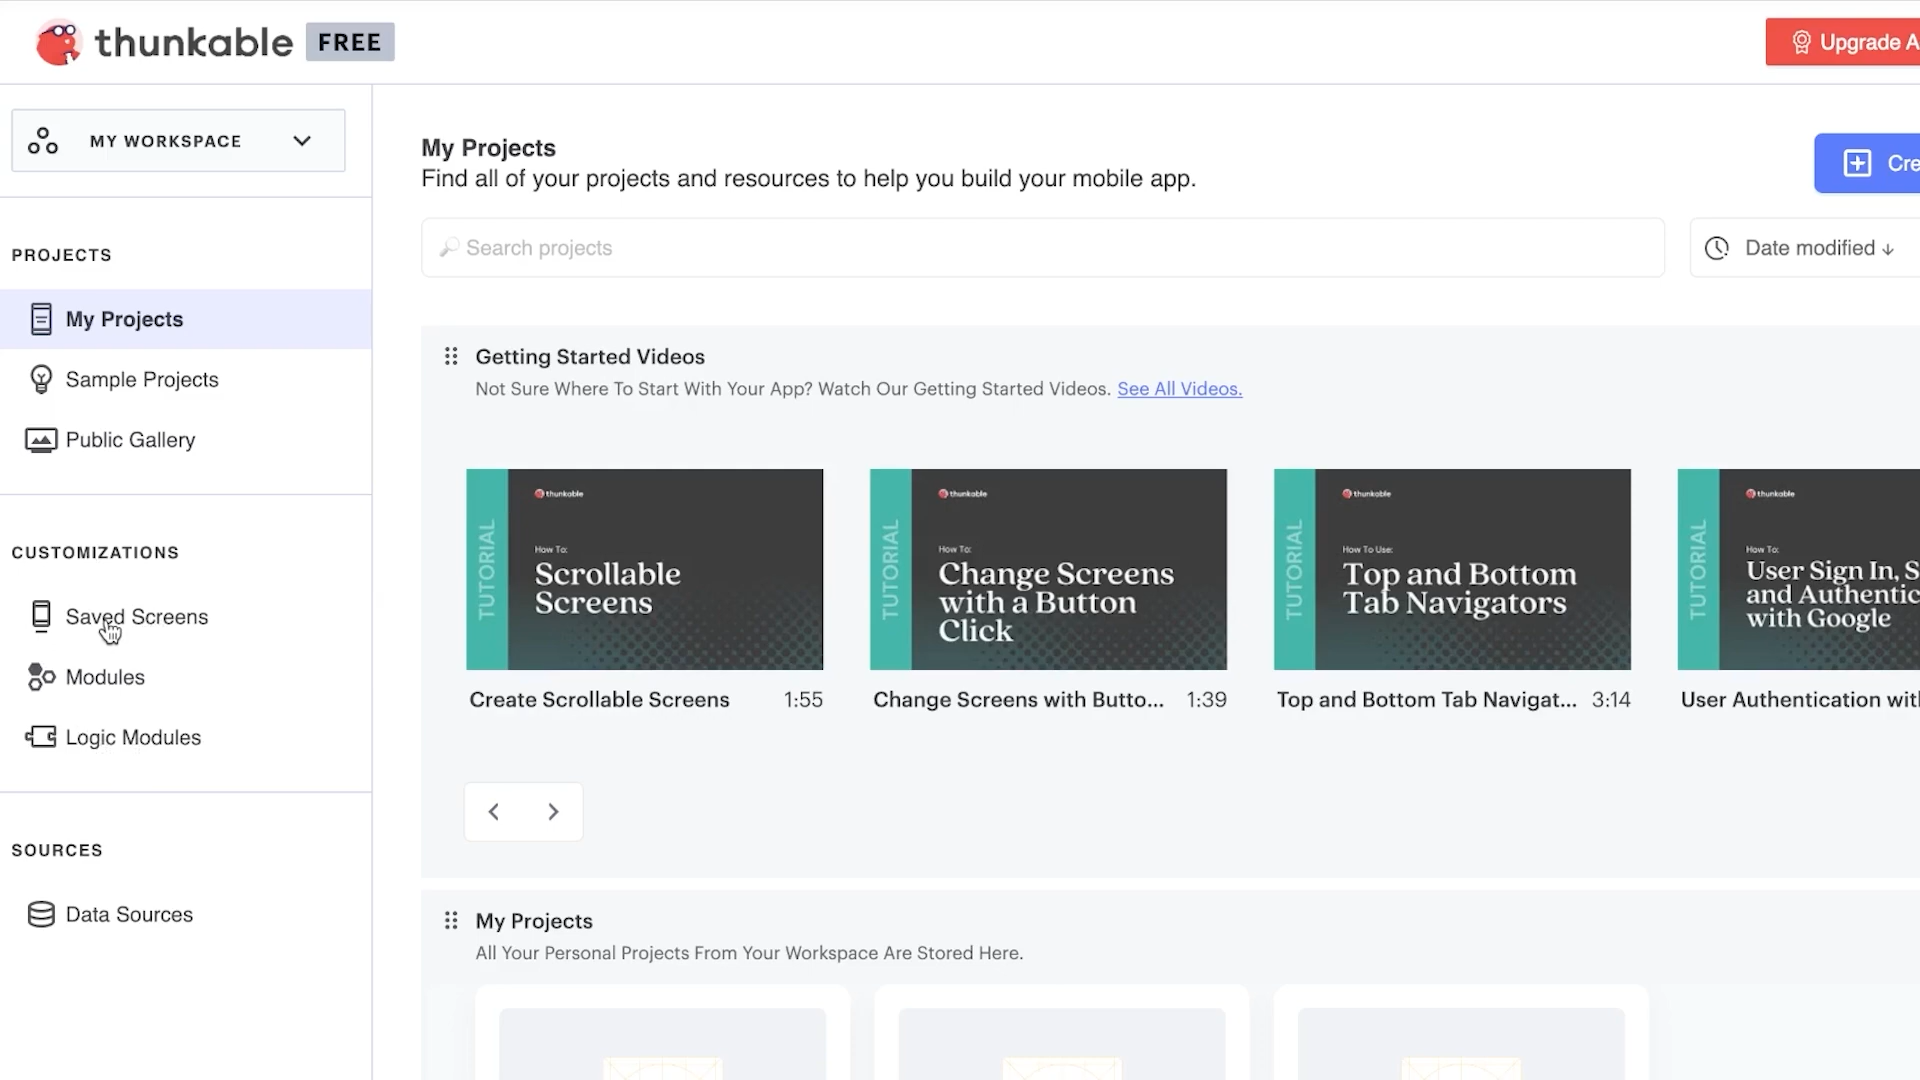 thunkable FREE
Upgrade A
MY WORKSPACE
PROJECTS
My Projects
Sample Projects
Public Gallery
CUSTOMIZATIONS
Saved Screens
Modules
Logic Modules
SOURCES
Data Sources
My Projects
Find all of your projects and resources to help you build your mobile app.
Cre
Search projects
Date modified ↓
Getting Started Videos
Not Sure Where To Start With Your App? Watch Our Getting Started Videos. See All Videos.
TUTORIAL
thunkable
How To:
Scrollable
Screens
Create Scrollable Screens 1:55
TUTORIAL
thunkable
How To:
Change Screens
with a Button
Click
Change Screens with Butto... 1:39
TUTORIAL
thunkable
How To Use:
Top and Bottom
Tab Navigators
Top and Bottom Tab Navigat... 3:14
TUTORIAL
thunkable
How To:
User Sign In, S
and Authentic
with Google
User Authentication wit
My Projects
All Your Personal Projects From Your Workspace Are Stored Here.